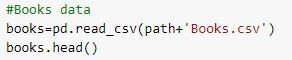 #Books data
books=pd.read_csv(path+'Books.csv')
books.head()